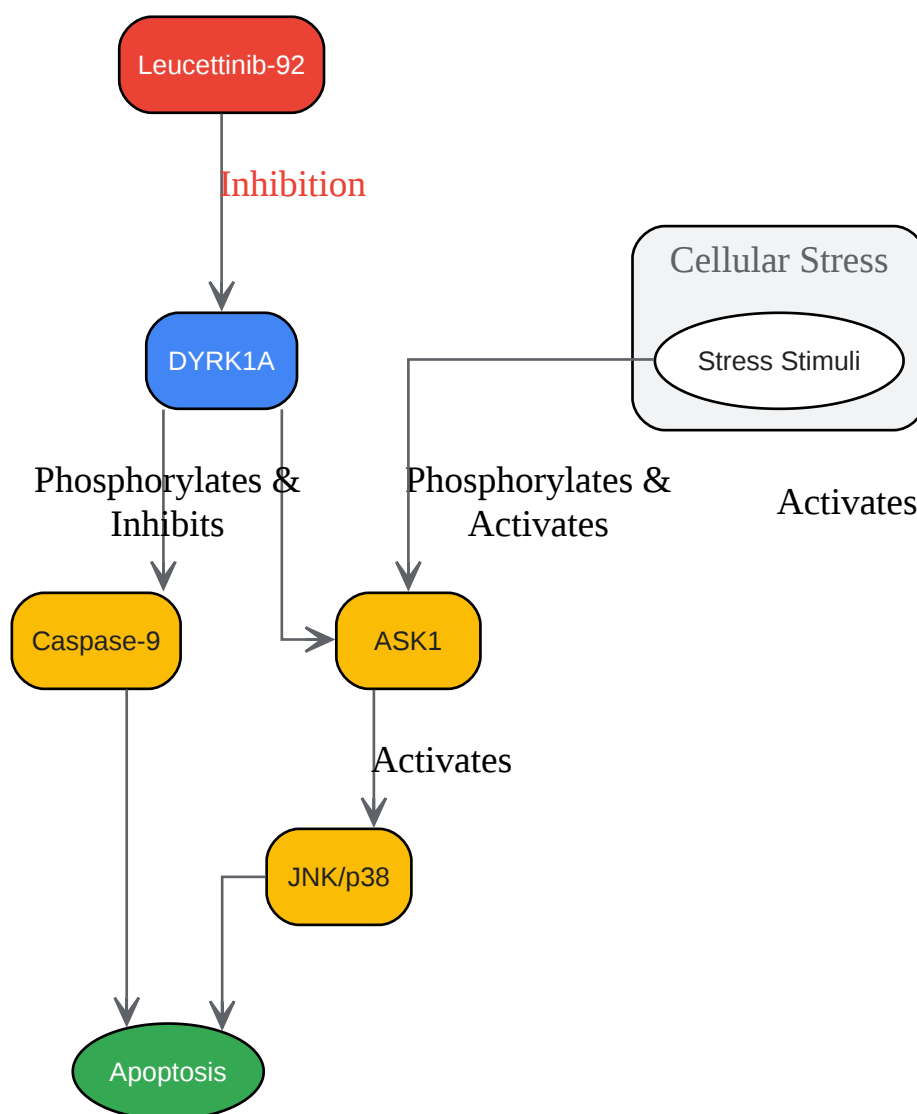 Leucettinib-92
Inhibition
Cellular Stress
Stress Stimuli
DYRK1A
Phosphorylates &
Inhibits
Phosphorylates &
Activates
Activates
Caspase-9
ASK1
Activates
JNK/p38
Apoptosis